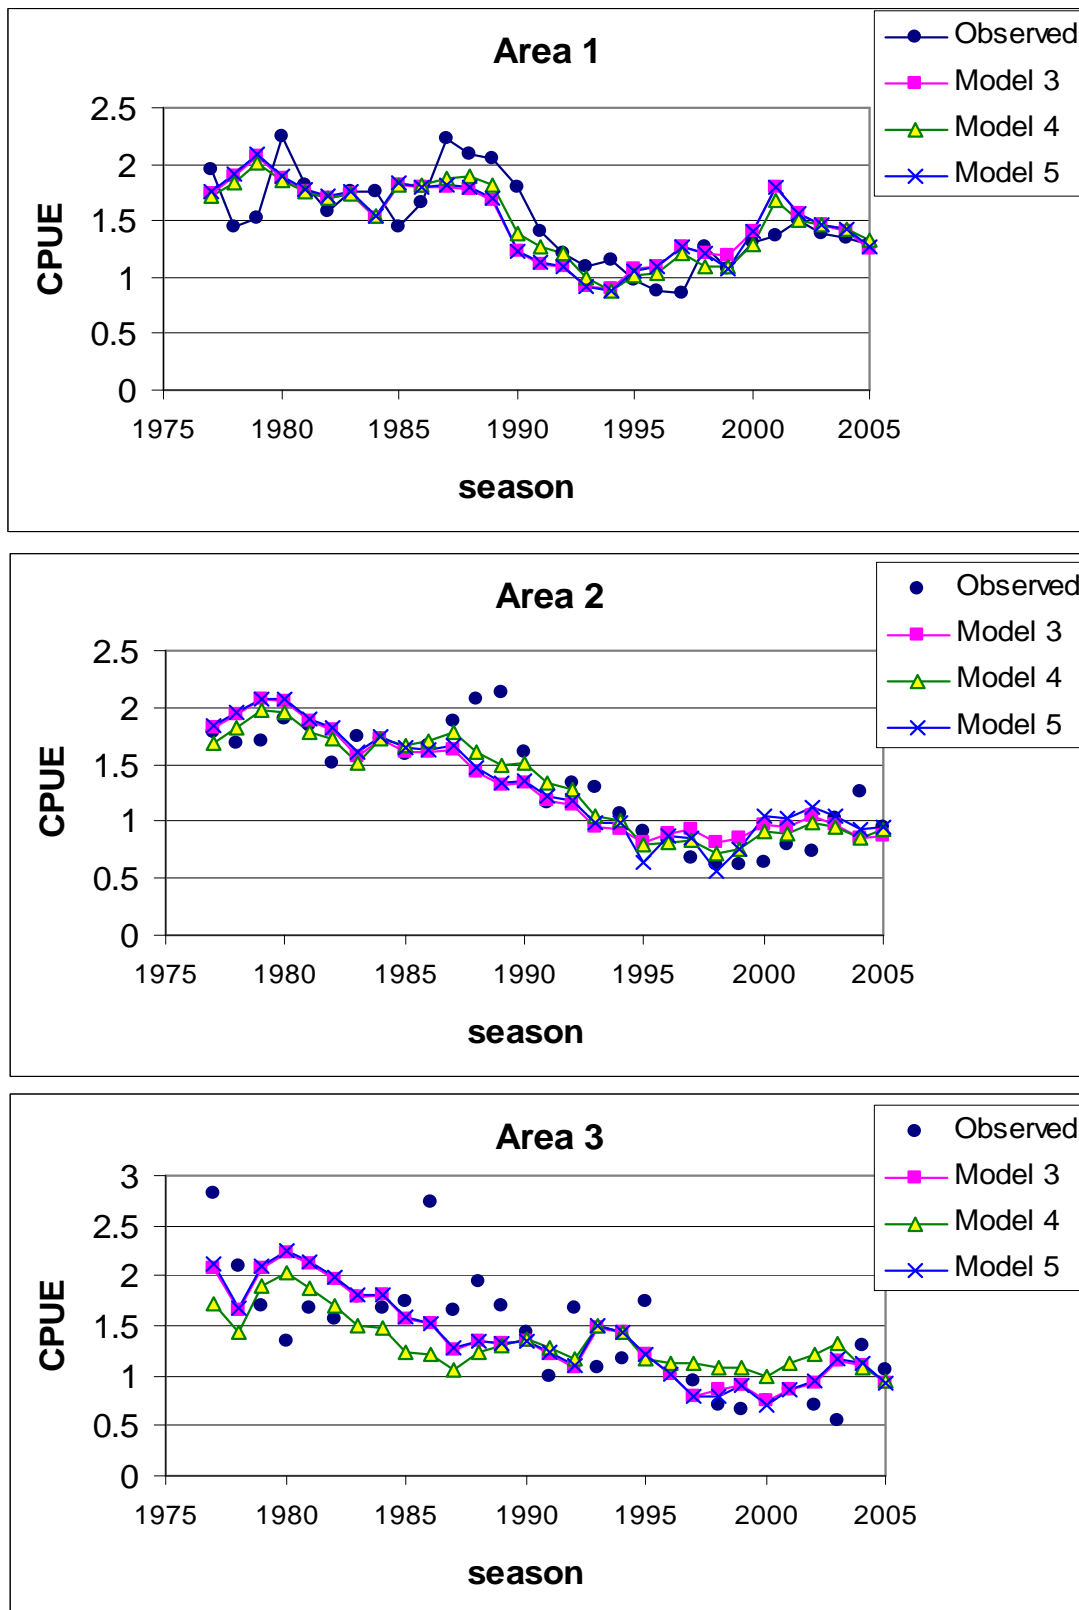 Area 1
Observed
Model 3
Model 4
Model 5
CPUE
2.5
2
1.5
1
0.5
0
1975 1980 1985 1990 1995 2000 2005
season
Area 2
Observed
Model 3
Model 4
Model 5
CPUE
2.5
2
1.5
1
0.5
0
1975 1980 1985 1990 1995 2000 2005
season
Area 3
Observed
Model 3
Model 4
Model 5
CPUE
3
2.5
2
1.5
1
0.5
0
1975 1980 1985 1990 1995 2000 2005
season